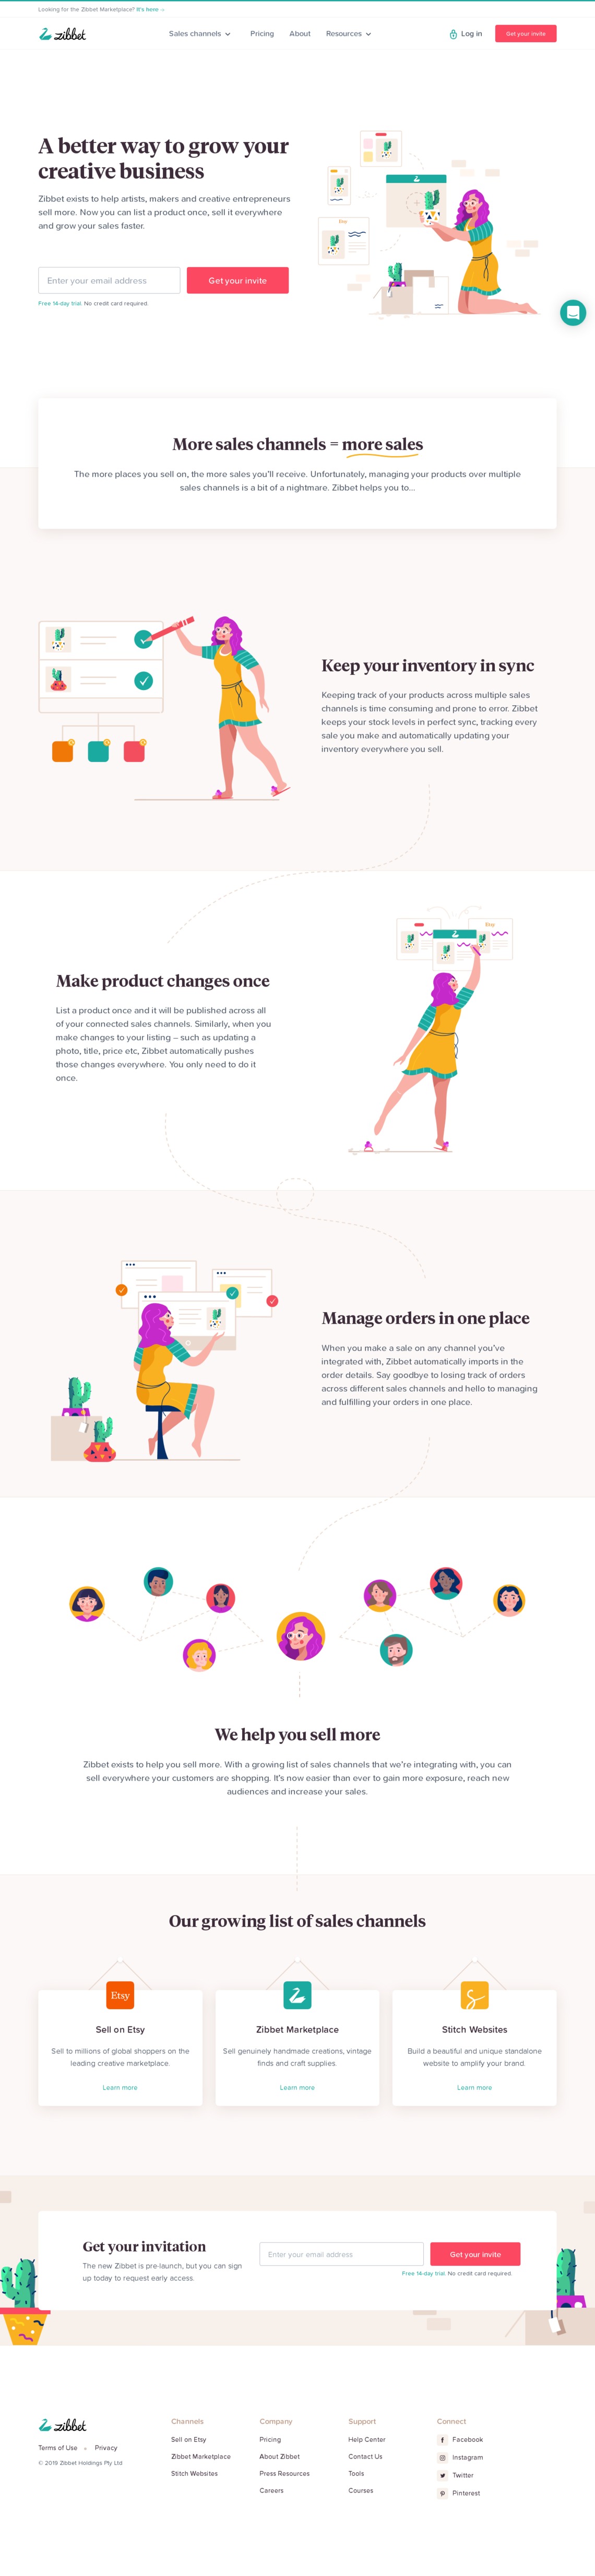 Looking for the Zibbet Marketplace? It's here →
zibbet
Sales channels
Pricing
About
Resources
Log in
Get your invite
A better way to grow your
creative business
Zibbet exists to help artists, makers and creative entrepreneurs
sell more. Now you can list a product once, sell it everywhere
and grow your sales faster.
Enter your email address
Get your invite
Free 14-day trial. No credit card required.
Etsy
More sales channels = more sales
The more places you sell on, the more sales you'll receive. Unfortunately, managing your products over multiple
sales channels is a bit of a nightmare. Zibbet helps you to...
Keep your inventory in sync
Keeping track of your products across multiple sales
channels is time consuming and prone to error. Zibbet
keeps your stock levels in perfect sync, tracking every
sale you make and automatically updating your
inventory everywhere you sell.
Etsy
Make product changes once
List a product once and it will be published across all
of your connected sales channels. Similarly, when you
make changes to your listing – such as updating a
photo, title, price etc, Zibbet automatically pushes
those changes everywhere. You only need to do it
once.
Manage orders in one place
When you make a sale on any channel you've
integrated with, Zibbet automatically imports in the
order details. Say goodbye to losing track of orders
across different sales channels and hello to managing
and fulfilling your orders in one place.
We help you sell more
Zibbet exists to help you sell more. With a growing list of sales channels that we're integrating with, you can
sell everywhere your customers are shopping. It's now easier than ever to gain more exposure, reach new
audiences and increase your sales.
Our growing list of sales channels
Etsy
Sell on Etsy
Sell to millions of global shoppers on the
leading creative marketplace.
Learn more
Zibbet Marketplace
Sell genuinely handmade creations, vintage
finds and craft supplies.
Learn more
Stitch Websites
Build a beautiful and unique standalone
website to amplify your brand.
Learn more
Get your invitation
The new Zibbet is pre-launch, but you can sign
up today to request early access.
Enter your email address
Get your invite
Free 14-day trial. No credit card required.
zibbet
Terms of Use
Privacy
© 2019 Zibbet Holdings Pty Ltd
Channels
Sell on Etsy
Zibbet Marketplace
Stitch Websites
Company
Pricing
About Zibbet
Press Resources
Careers
Support
Help Center
Contact Us
Tools
Courses
Connect
Facebook
Instagram
Twitter
Pinterest